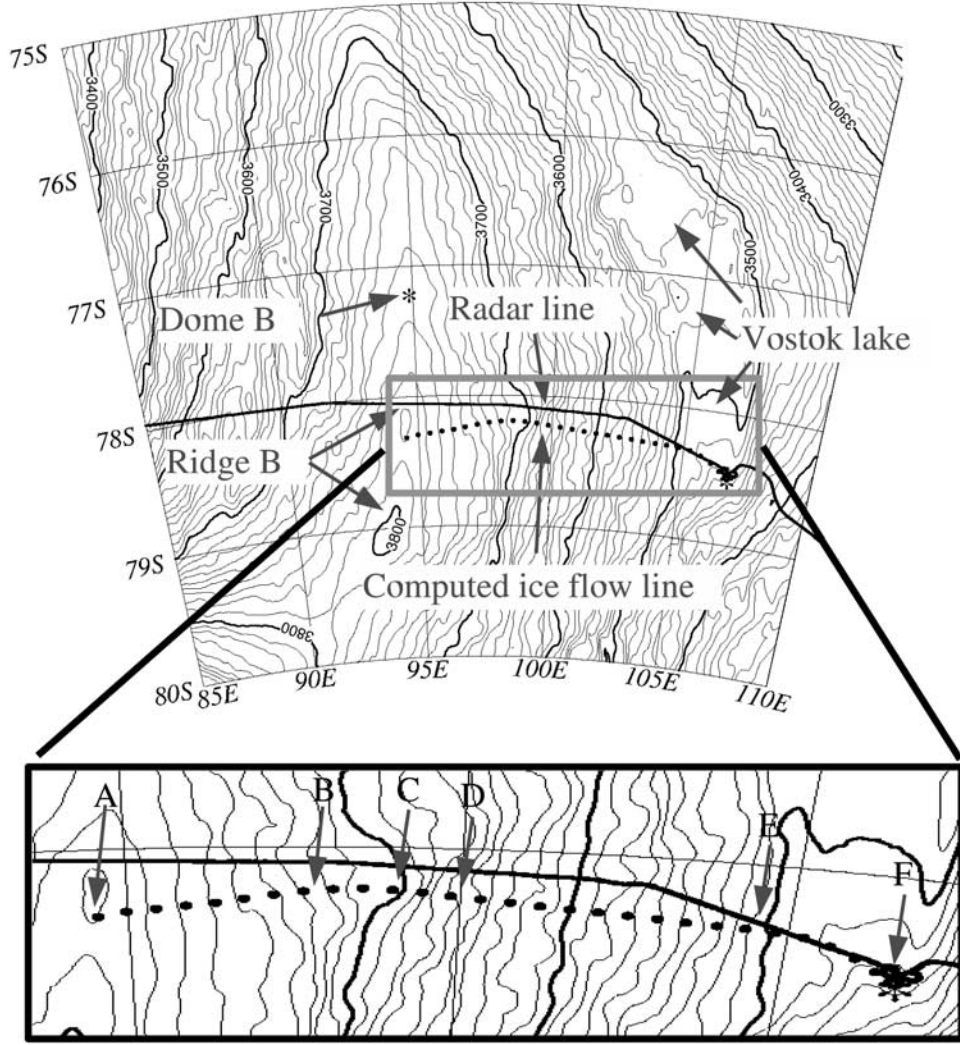 75S
3400
3500
3600
3700
3700
3600
3300
3400
3500
76S
77S
Dome B
*
Radar line
Vostok lake
78S
Ridge B
*
3800
79S
Computed ice flow line
3800
80S
85E
90E
95E
100E
105E
110E
A
B
C
D
E
F